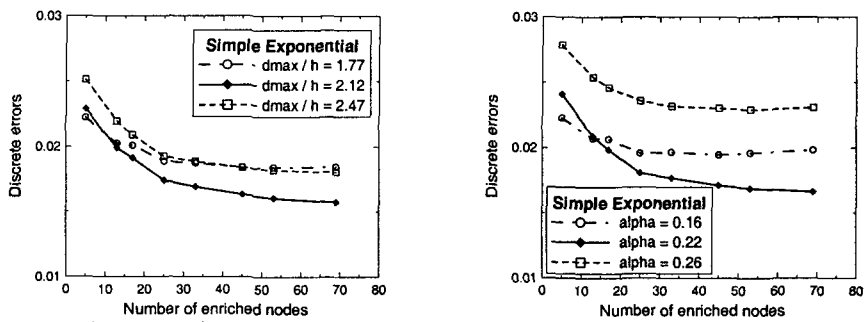 0.03
0.02
0.01
Discrete errors
Simple Exponential
dmax / h = 1.77
dmax / h = 2.12
dmax / h = 2.47
0 10 20 30 40 50 60 70 80
Number of enriched nodes
0.03
0.02
0.01
Discrete errors
Simple Exponential
alpha = 0.16
alpha = 0.22
alpha = 0.26
0 10 20 30 40 50 60 70 80
Number of enriched nodes